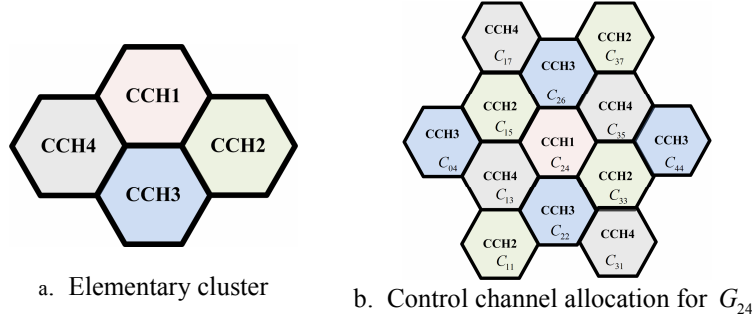 CCH1
CCH4
CCH2
CCH3
a. Elementary cluster
CCH4
C17
CCH2
C37
CCH3
C26
CCH2
C15
CCH4
C35
CCH3
C04
CCH1
C24
CCH3
C44
CCH4
C13
CCH2
C33
CCH3
C22
CCH2
C11
CCH4
C31
b. Control channel allocation for G24